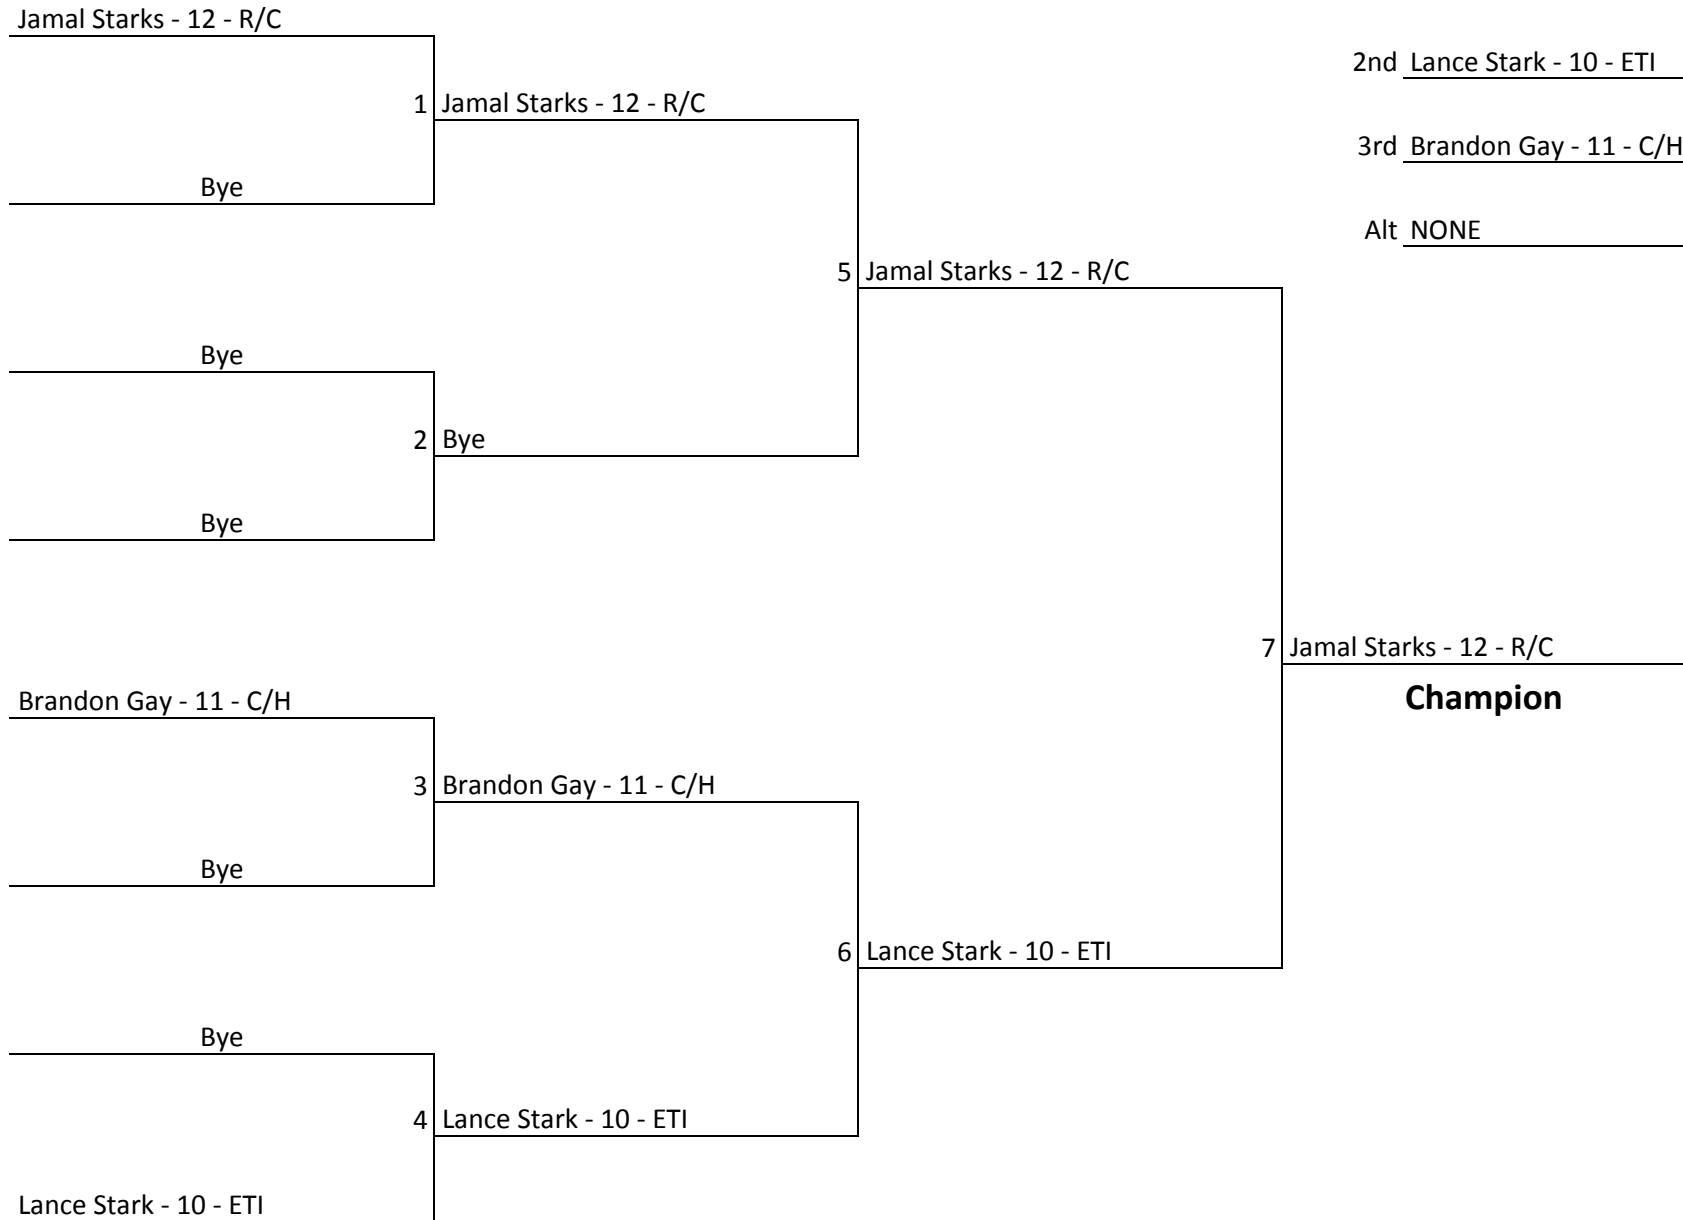 Jamal Starks - 12 - R/C
2nd Lance Stark - 10 - ETI
1 Jamal Starks - 12 - R/C
3rd Brandon Gay - 11 - C/H
Bye
Alt NONE
5 Jamal Starks - 12 - R/C
Bye
2 Bye
Bye
7 Jamal Starks - 12 - R/C
Champion
Brandon Gay - 11 - C/H
3 Brandon Gay - 11 - C/H
Bye
6 Lance Stark - 10 - ETI
Bye
4 Lance Stark - 10 - ETI
Lance Stark - 10 - ETI